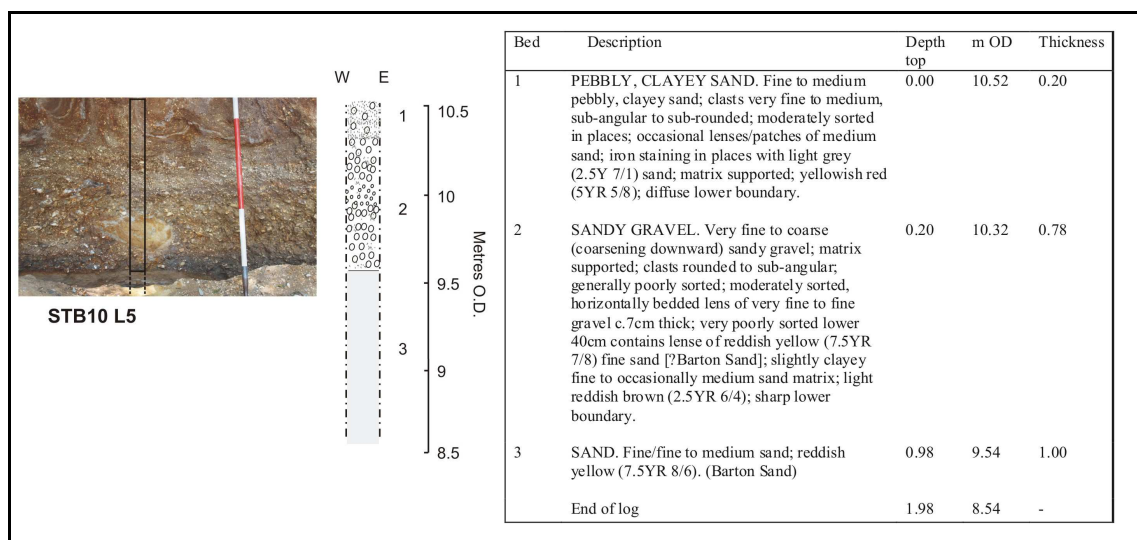 W E
1
2
3
10.5
10
9.5
9
8.5
Metres O.D.
STB10 L5
Bed Description Depth top m OD Thickness
1 PEBBLY, CLAYEY SAND. Fine to medium 0.00 10.52 0.20
pebbly, clayey sand; clasts very fine to medium,
sub-angular to sub-rounded; moderately sorted
in places; occasional lenses/patches of medium
sand; iron staining in places with light grey
(2.5Y 7/1) sand; matrix supported; yellowish red
(5YR 5/8); diffuse lower boundary.
2 SANDY GRAVEL. Very fine to coarse 0.20 10.32 0.78
(coarsening downward) sandy gravel; matrix
supported; clasts rounded to sub-angular;
generally poorly sorted; moderately sorted,
horizontally bedded lens of very fine to fine
gravel c.7cm thick; very poorly sorted lower
40cm contains lense of reddish yellow (7.5YR
7/8) fine sand [?Barton Sand]; slightly clayey
fine to occasionally medium sand matrix; light
reddish brown (2.5YR 6/4); sharp lower
boundary.
3 SAND. Fine/fine to medium sand; reddish 0.98 9.54 1.00
yellow (7.5YR 8/6). (Barton Sand)
End of log 1.98 8.54 -